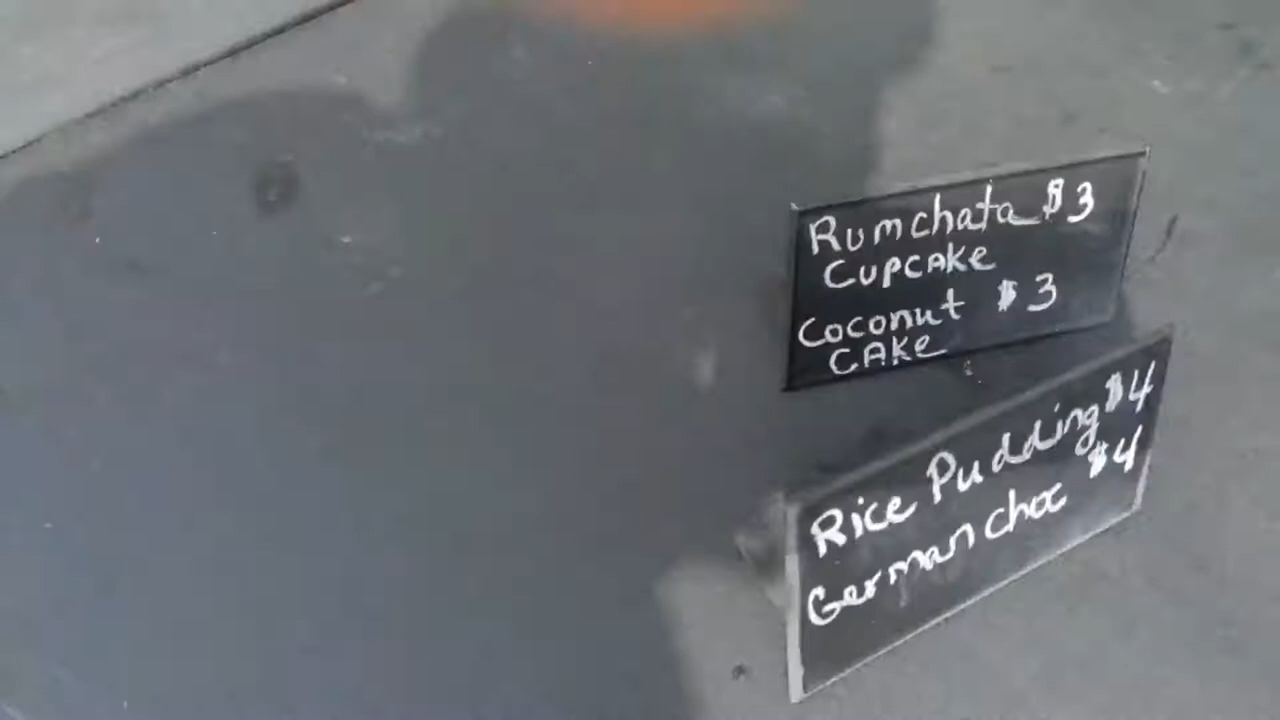 Rumchata $3
CUPCAKe
Coconut $3
CAKe
Rice Pudding $4
German choc $4